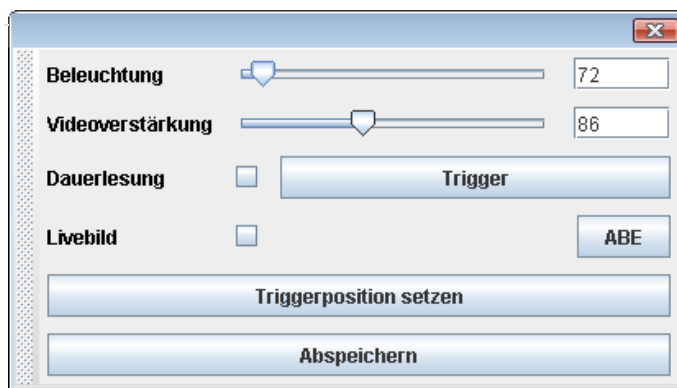 Beleuchtung 72
Videoverstärkung 86
Dauerlesung Trigger
Livebild ABE
Triggerposition setzen
Abspeichern